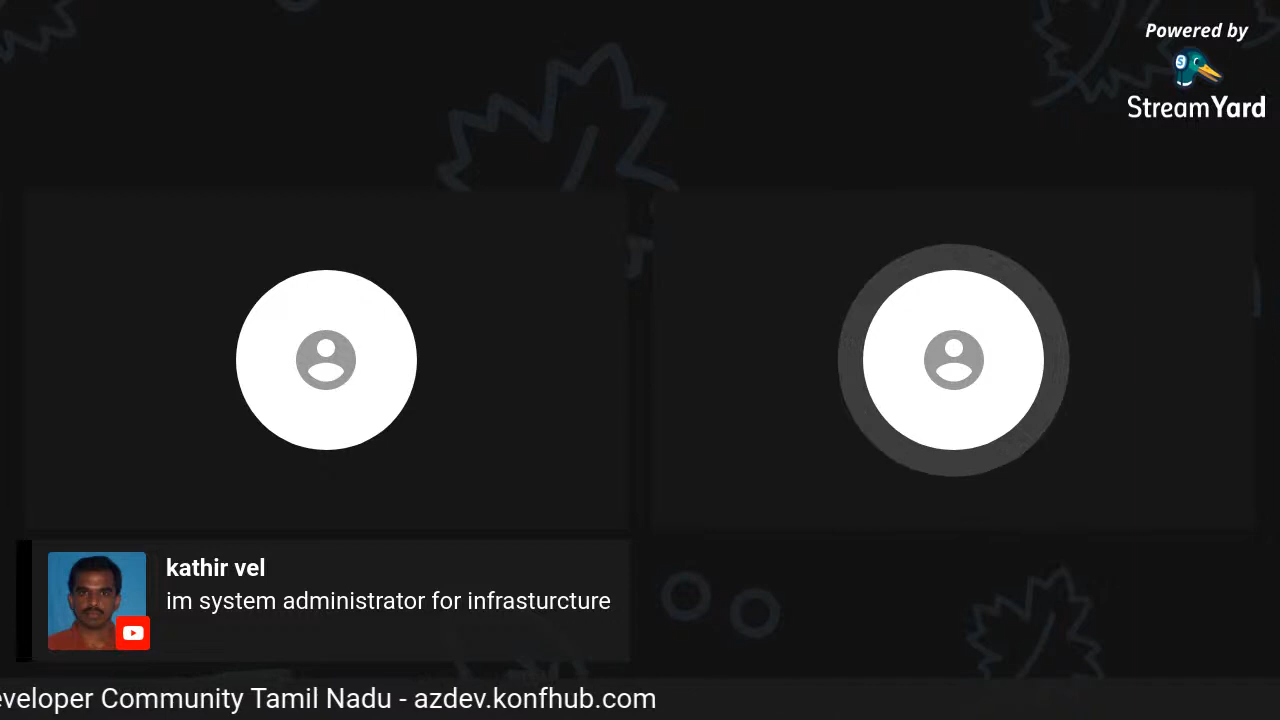 Powered by
StreamYard
kathir vel
im system administrator for infrasturcture
eveloper Community Tamil Nadu - azdev.konfhub.com